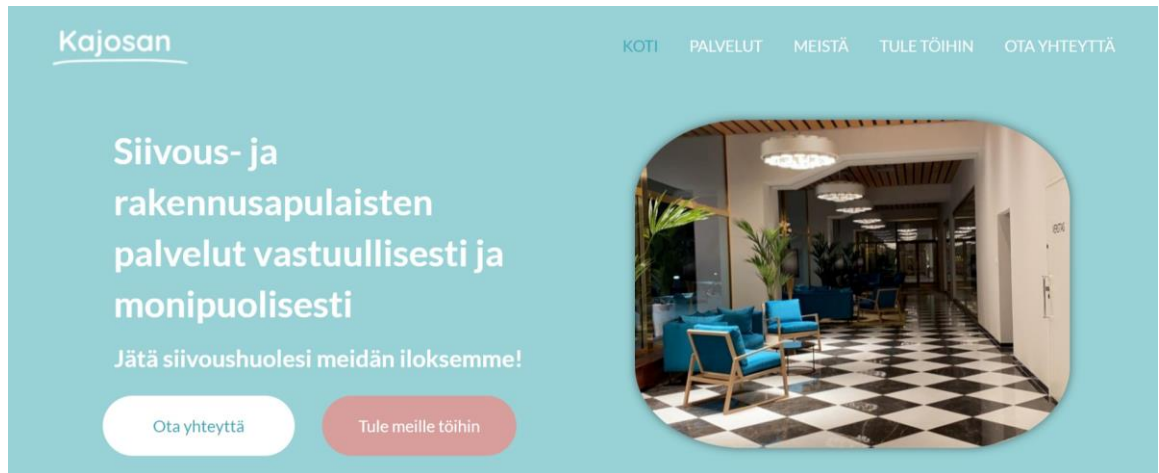 Kajosan
KOTI PALVELUT MEISTÄ TULE TÖIHIN OTA YHTEYTTÄ
Siivous- ja
rakennusapulaisten
palvelut vastuullisesti ja
monipuolisesti
Jätä siivoushuolesi meidän iloksemme!
Ota yhteyttä Tule meille töihin